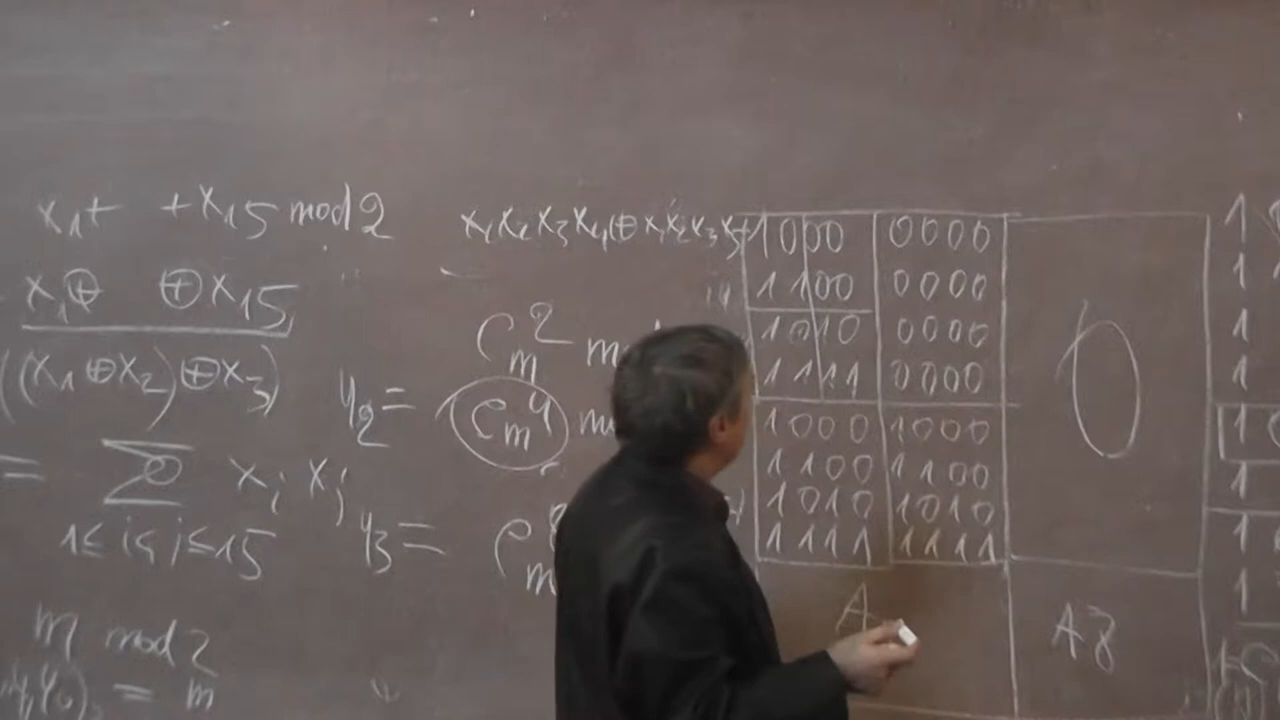 x₁+ +x₁₅ mod 2
x₁⊕ ⊕x₁₅
((x₁⊕x₂)⊕x₃)
= Σ xᵢ xⱼ
1≤i<j≤15
m mod 2
= m
x₁x₂x₃x₄⊕x₁x₂x₃x₅
C²ₘ
y₂= C⁴ₘ
y₃= C⁸ₘ
1000 0000
1100 0000
1010 0000
1111 0000
1000 1000
1100 1100
1010 1010
1111 1111
0
A
A8
1
1
1
1
1
1
1
1